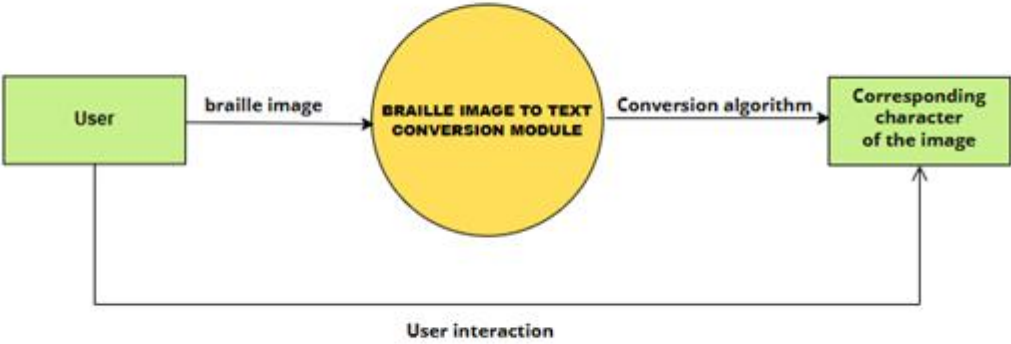 User
braille image
BRAILLE IMAGE TO TEXT
CONVERSION MODULE
Conversion algorithm
Corresponding
character
of the image
User interaction